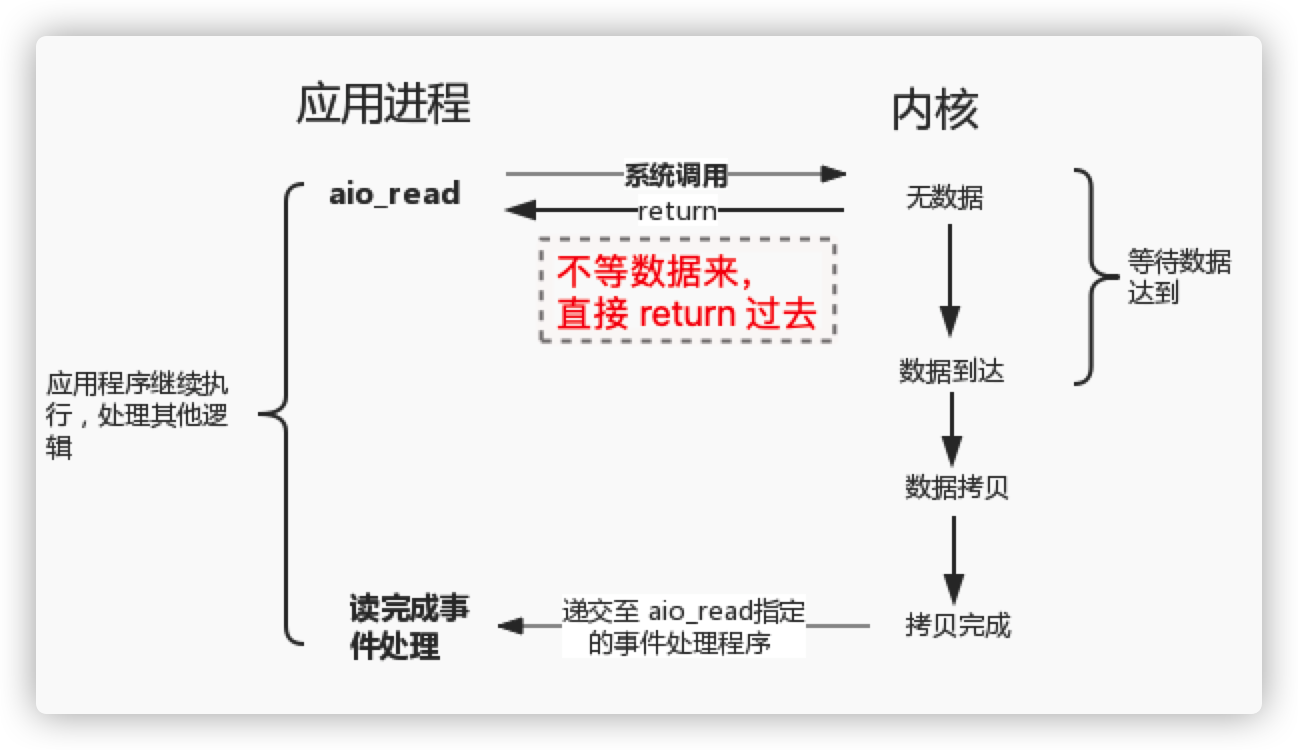 应用进程
内核
系统调用
aio_read
return
无数据
不等数据来，
直接 return 过去
等待数据
达到
数据到达
应用程序继续执
行，处理其他逻
辑
数据拷贝
读完成事
件处理
递交至 aio_read指定
的事件处理程序
拷贝完成